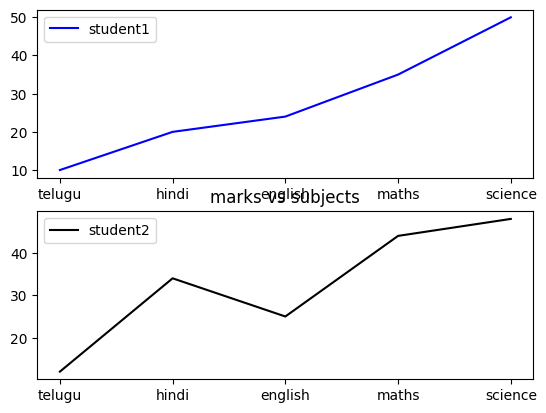 50
student1
40
30
20
10
telugu hindi english maths science
marks vs subjects
student2
40
30
20
telugu hindi english maths science